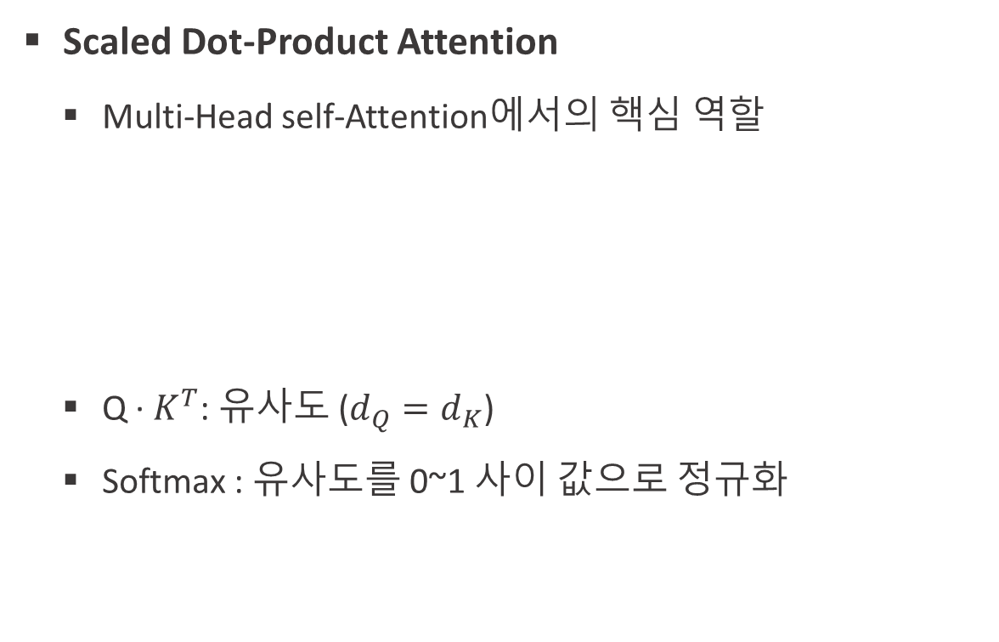 ▪ Scaled Dot-Product Attention
▪ Multi-Head self-Attention에서의 핵심 역할
▪ Q · 𝐾ᵀ: 유사도 (𝑑_𝑄 = 𝑑_𝐾)
▪ Softmax : 유사도를 0~1 사이 값으로 정규화